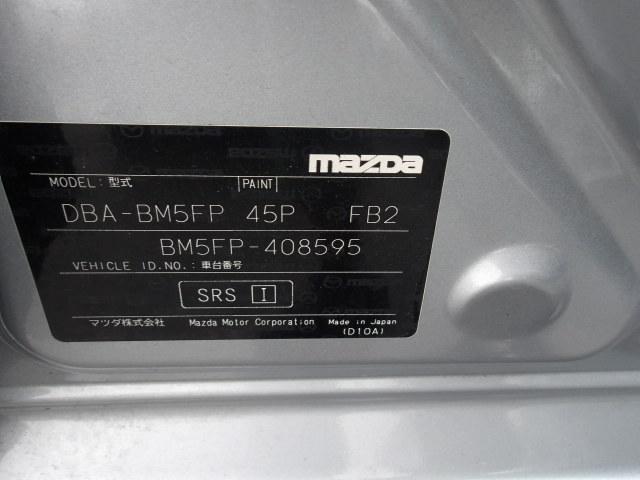 mazda
MODEL: 型式 PAINT
DBA-BM5FP 45P FB2
BM5FP-408595
VEHICLE ID.NO.: 車台番号
SRS I
マツダ株式会社 Mazda Motor Corporation Made in Japan
(D10A)